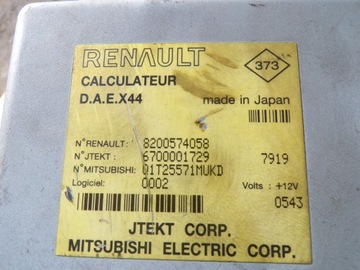 RENAULT
373
CALCULATEUR
D.A.E.X44
made in Japan
N°RENAULT: 8200574058
N°JTEKT: 6700001729 7919
N°MITSUBISHI: Q1T25571MUKD
Logiciel: 0002 Volts : +12V
0543
JTEKT CORP.
MITSUBISHI ELECTRIC CORP.